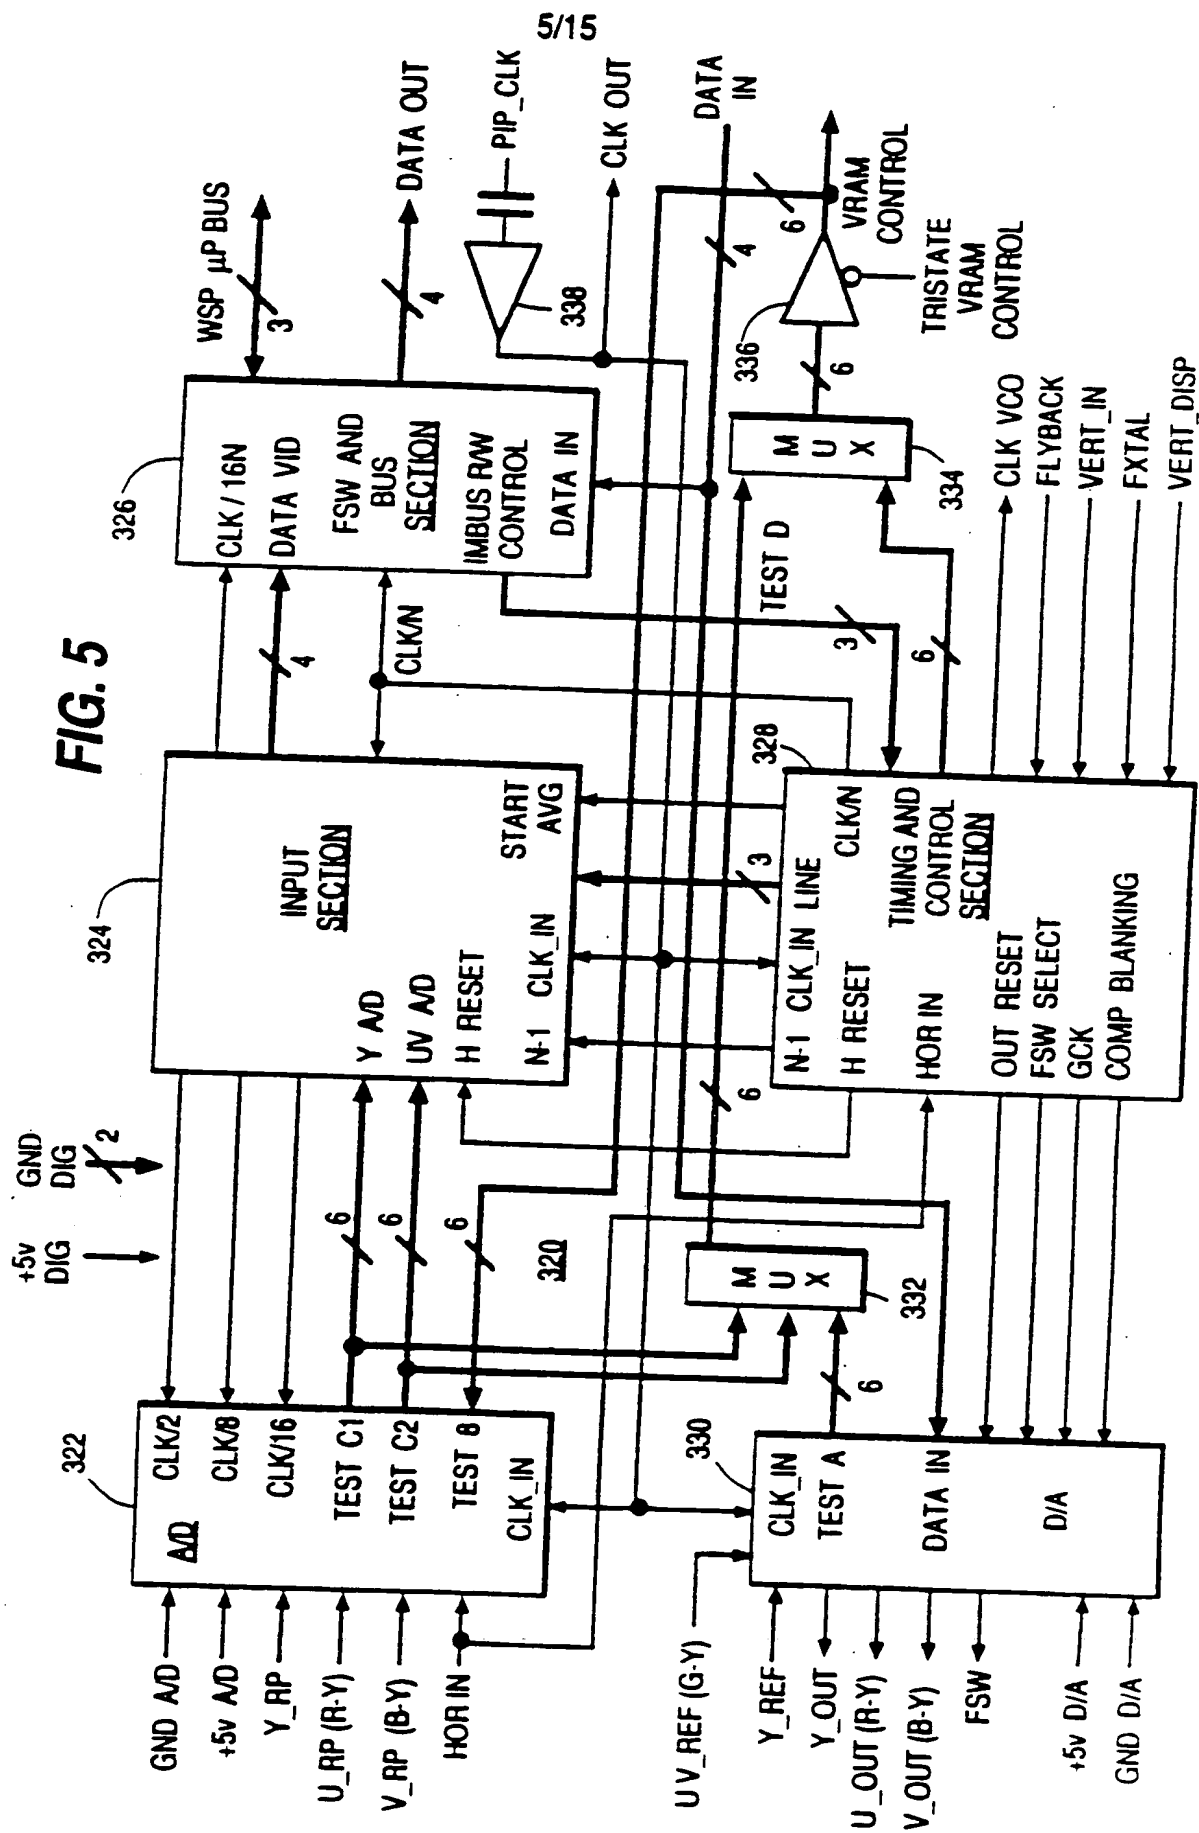 5/15
FIG. 5
+5v
DIG
GND
DIG
2
322
A/D
CLK/2
CLK/8
CLK/16
TEST C1
TEST C2
TEST B
CLK_IN
GND A/D
+5v A/D
Y_RP
U_RP (R-Y)
V_RP (B-Y)
HOR IN
6
6
6
320
324
INPUT
SECTION
Y A/D
UV A/D
H RESET
N-1
CLK_IN
START
AVG
4
CLK/N
326
CLK / 16N
DATA VID
FSW AND
BUS
SECTION
IMBUS R/W
CONTROL
DATA IN
WSP µP BUS
3
DATA OUT
4
PIP_CLK
338
CLK OUT
DATA
IN
4
6
VRAM
CONTROL
TRISTATE
VRAM
CONTROL
336
6
MUX
334
TEST D
3
6
6
3
MUX
332
6
330
CLK_IN
TEST A
DATA IN
D/A
UV_REF (G-Y)
Y_REF
Y_OUT
U_OUT (R-Y)
V_OUT (B-Y)
FSW
+5v D/A
GND D/A
328
N-1
CLK_IN
LINE
CLK/N
H RESET
TIMING AND
CONTROL
SECTION
HOR IN
OUT RESET
FSW SELECT
GCK
COMP BLANKING
CLK VCO
FLYBACK
VERT_IN
FXTAL
VERT_DISP